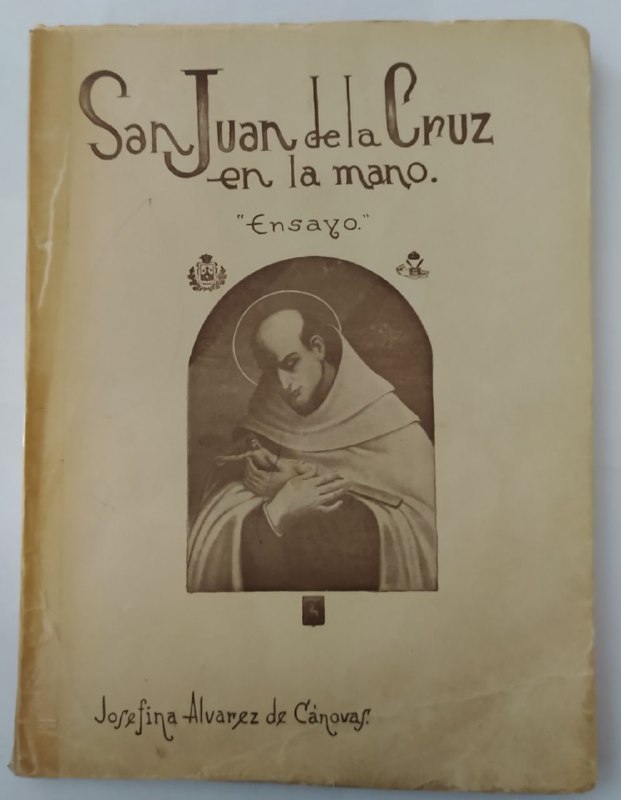 San Juan de la Cruz
en la mano.
"Ensayo."
Josefina Alvarez de Cánovas.